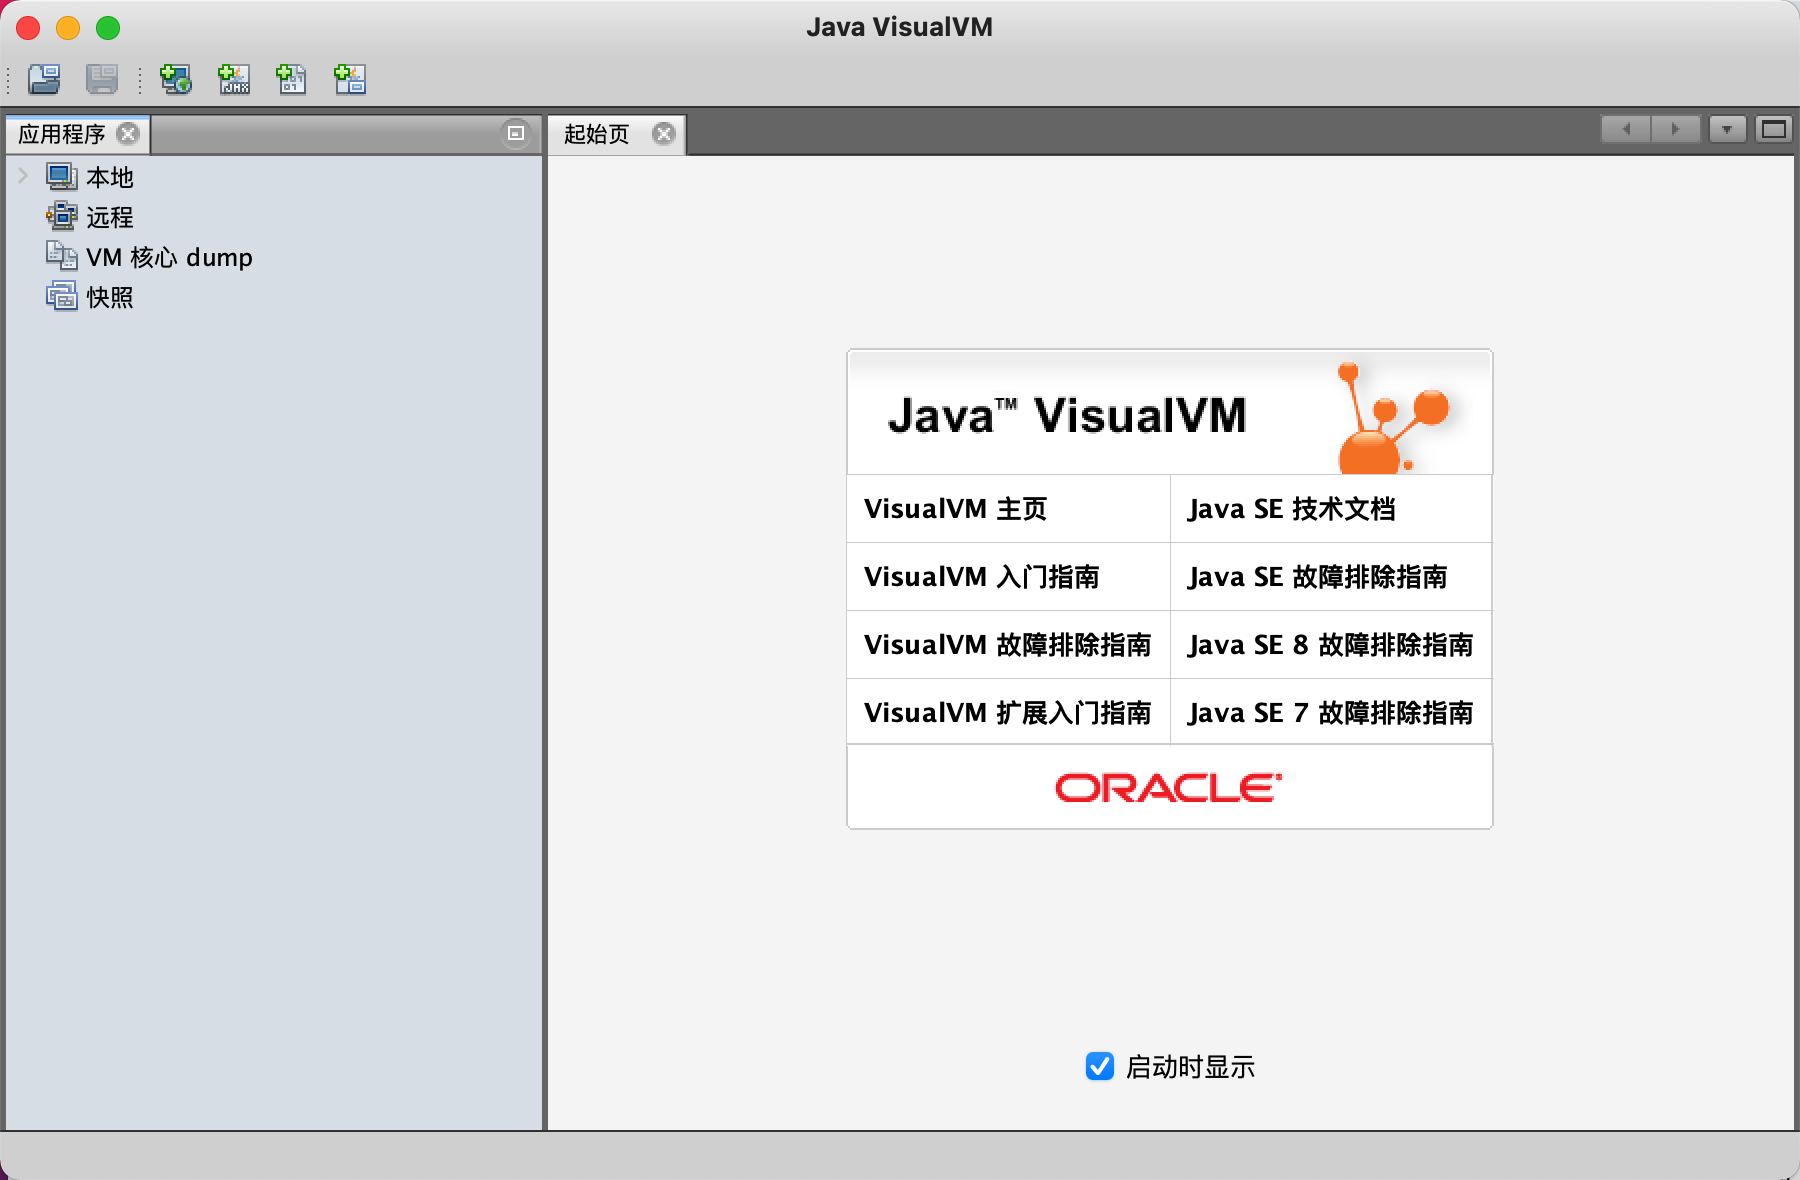 Java VisualVM
JMX
应用程序
起始页
本地
远程
VM 核心 dump
快照
Java™ VisualVM
VisualVM 主页
Java SE 技术文档
VisualVM 入门指南
Java SE 故障排除指南
VisualVM 故障排除指南
Java SE 8 故障排除指南
VisualVM 扩展入门指南
Java SE 7 故障排除指南
ORACLE
启动时显示